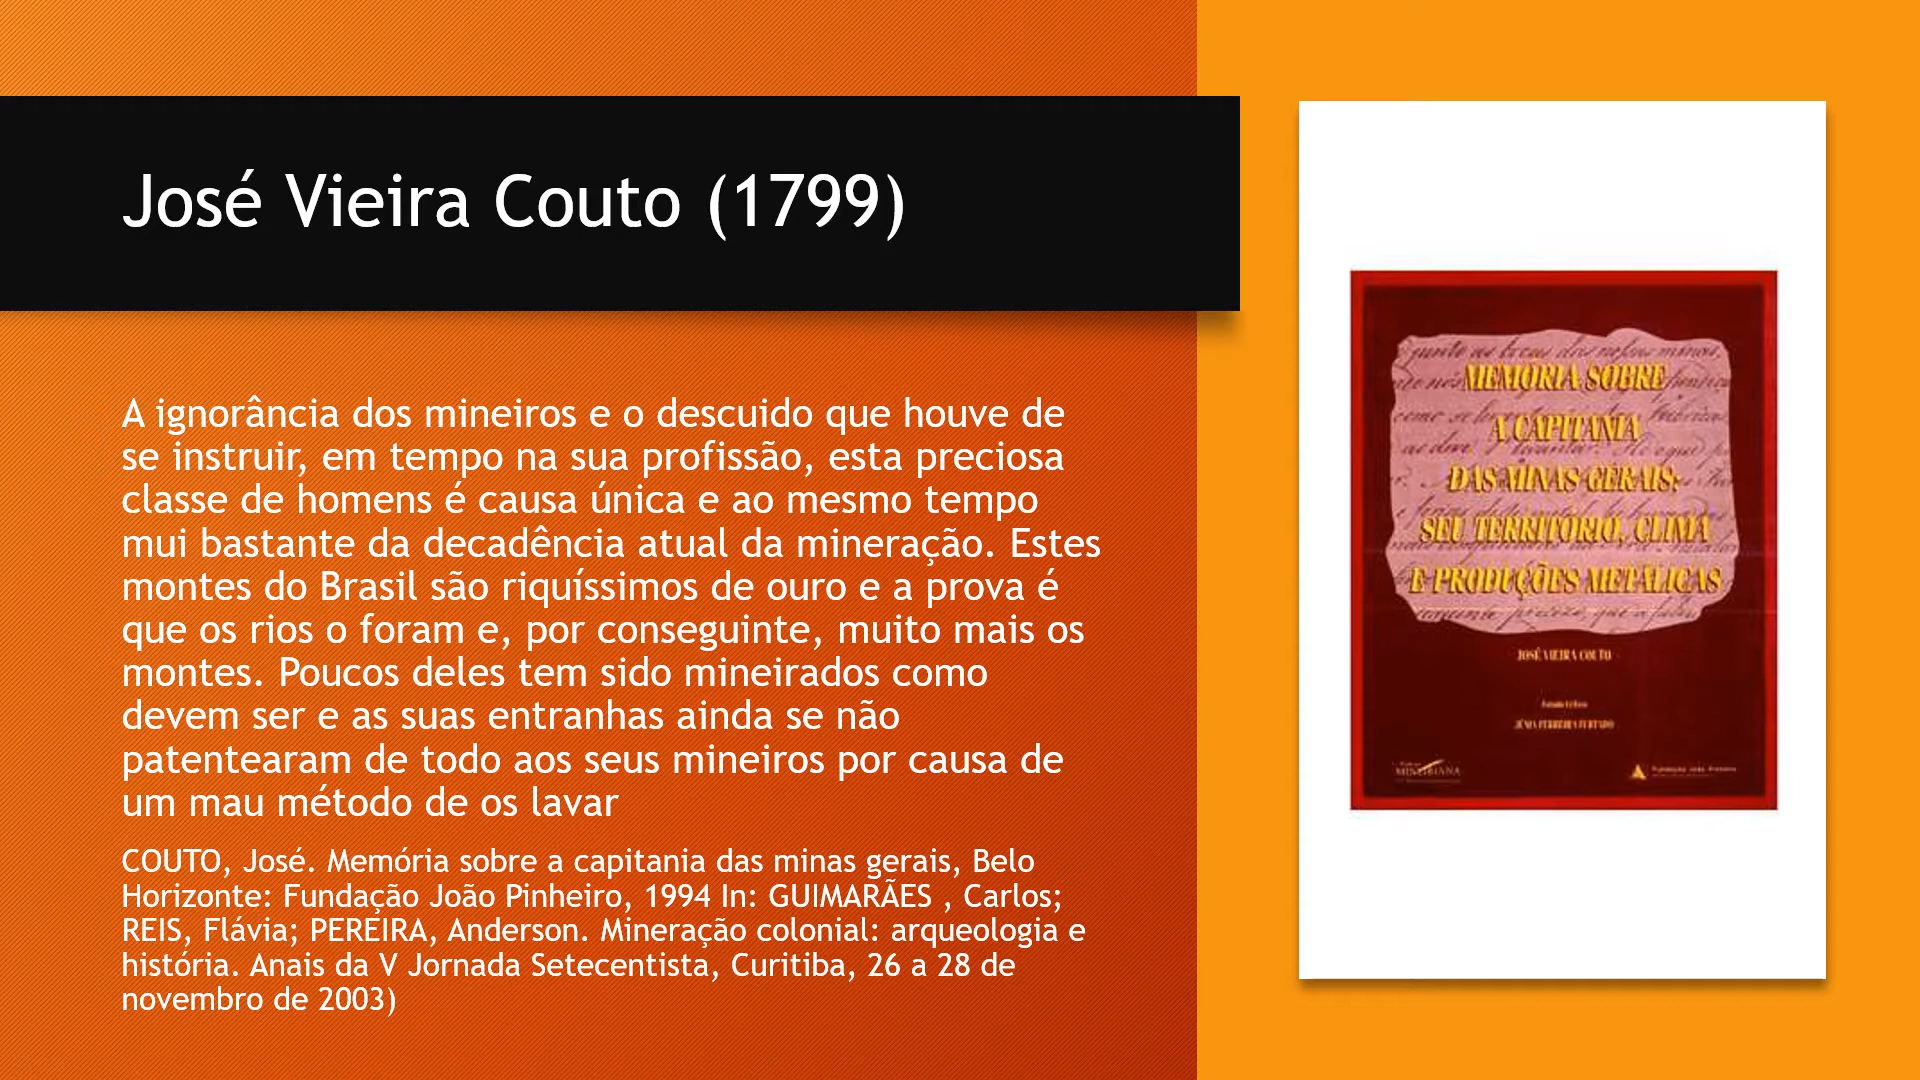 José Vieira Couto (1799)
A ignorância dos mineiros e o descuido que houve de
se instruir, em tempo na sua profissão, esta preciosa
classe de homens é causa única e ao mesmo tempo
mui bastante da decadência atual da mineração. Estes
montes do Brasil são riquíssimos de ouro e a prova é
que os rios o foram e, por conseguinte, muito mais os
montes. Poucos deles tem sido mineirados como
devem ser e as suas entranhas ainda se não
patentearam de todo aos seus mineiros por causa de
um mau método de os lavar
COUTO, José. Memória sobre a capitania das minas gerais, Belo
Horizonte: Fundação João Pinheiro, 1994 In: GUIMARÃES , Carlos;
REIS, Flávia; PEREIRA, Anderson. Mineração colonial: arqueologia e
história. Anais da V Jornada Setecentista, Curitiba, 26 a 28 de
novembro de 2003)
MEMÓRIA SOBRE
A CAPITANIA
DAS MINAS GERAIS;
SEU TERRITÓRIO, CLIMA
E PRODUÇÕES METÁLICAS
JOSÉ VIEIRA COUTO
JÚNIA FERREIRA FURTADO
MINEIRIANA
Fundação João Pinheiro